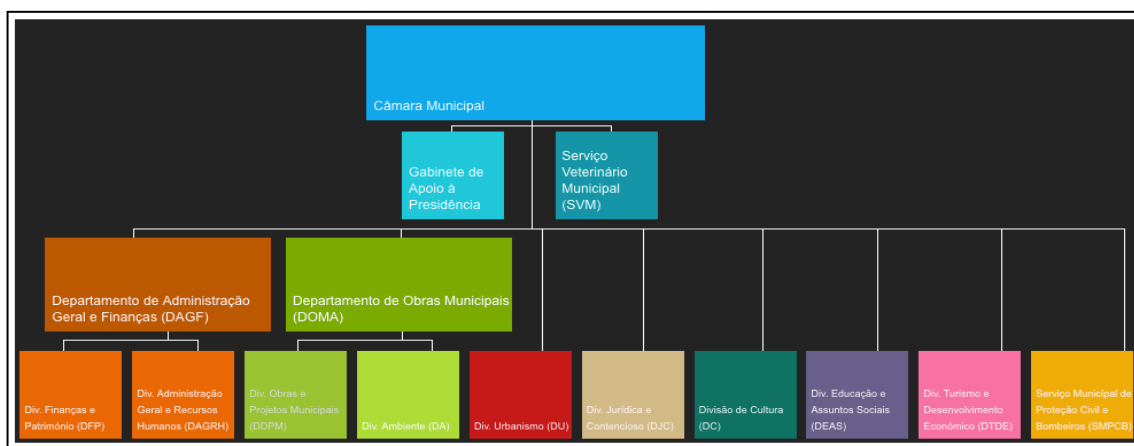 Câmara Municipal
Gabinete de
Apoio à
Presidência
Serviço
Veterinário
Municipal
(SVM)
Departamento de Administração
Geral e Finanças (DAGF)
Departamento de Obras Municipais
(DOMA)
Div. Finanças e
Património (DFP)
Div. Administração
Geral e Recursos
Humanos (DAGRH)
Div. Obras e
Projetos Municipais
(DDPM)
Div. Ambiente (DA)
Div. Urbanismo (DU)
Div. Jurídica e
Contencioso (DJC)
Divisão de Cultura
(DC)
Div. Educação e
Assuntos Sociais
(DEAS)
Div. Turismo e
Desenvolvimento
Económico (DTDE)
Serviço Municipal de
Proteção Civil e
Bombeiros (SMPCB)